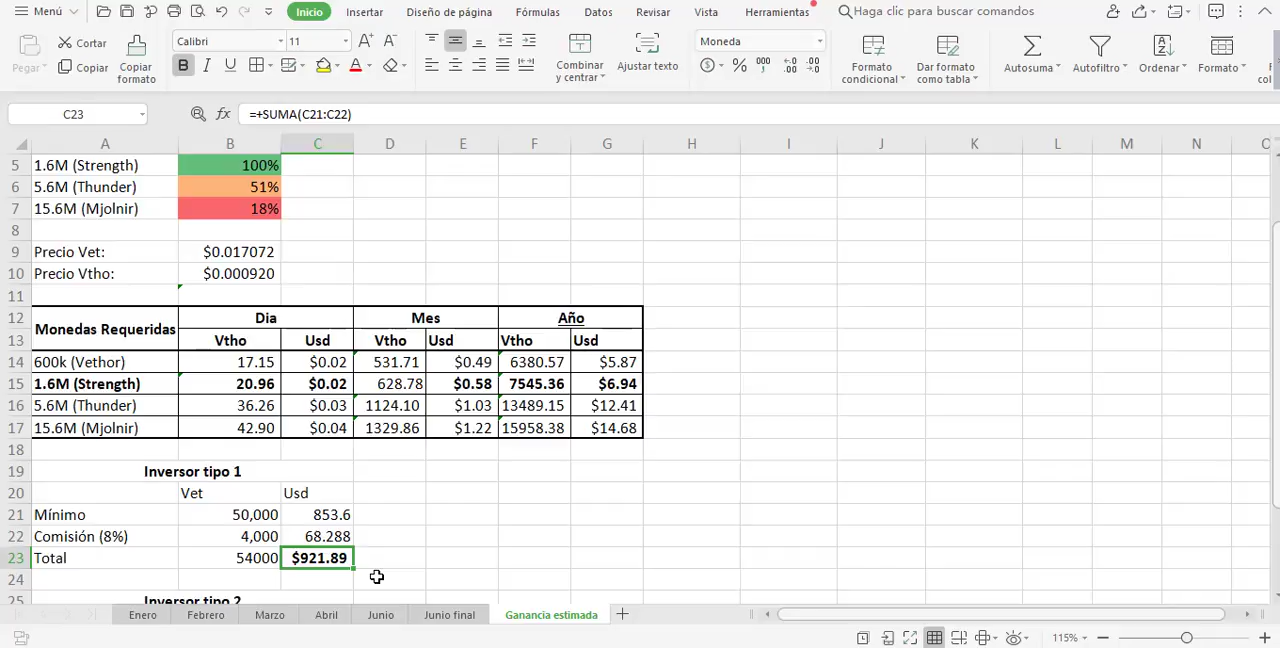 Menú Inicio Insertar Diseño de página Fórmulas Datos Revisar Vista Herramientas Haga clic para buscar comandos
Pegar Cortar Copiar Copiar formato Calibri 11 A+ A- Combinar y centrar Ajustar texto Moneda Formato condicional Dar formato como tabla Autosuma Autofiltro Ordenar Formato
B I U A $ % 000
C23 fx =+SUMA(C21:C22)
A B C D E F G H I J K L M N
5 1.6M (Strength) 100%
6 5.6M (Thunder) 51%
7 15.6M (Mjolnir) 18%
8
9 Precio Vet: $0.017072
10 Precio Vtho: $0.000920
11
12 Monedas Requeridas Dia Mes Año
13 Vtho Usd Vtho Usd Vtho Usd
14 600k (Vethor) 17.15 $0.02 531.71 $0.49 6380.57 $5.87
15 1.6M (Strength) 20.96 $0.02 628.78 $0.58 7545.36 $6.94
16 5.6M (Thunder) 36.26 $0.03 1124.10 $1.03 13489.15 $12.41
17 15.6M (Mjolnir) 42.90 $0.04 1329.86 $1.22 15958.38 $14.68
18
19 Inversor tipo 1
20 Vet Usd
21 Mínimo 50,000 853.6
22 Comisión (8%) 4,000 68.288
23 Total 54000 $921.89
24
25 Inversor tipo 2
Enero Febrero Marzo Abril Junio Junio final Ganancia estimada
115%